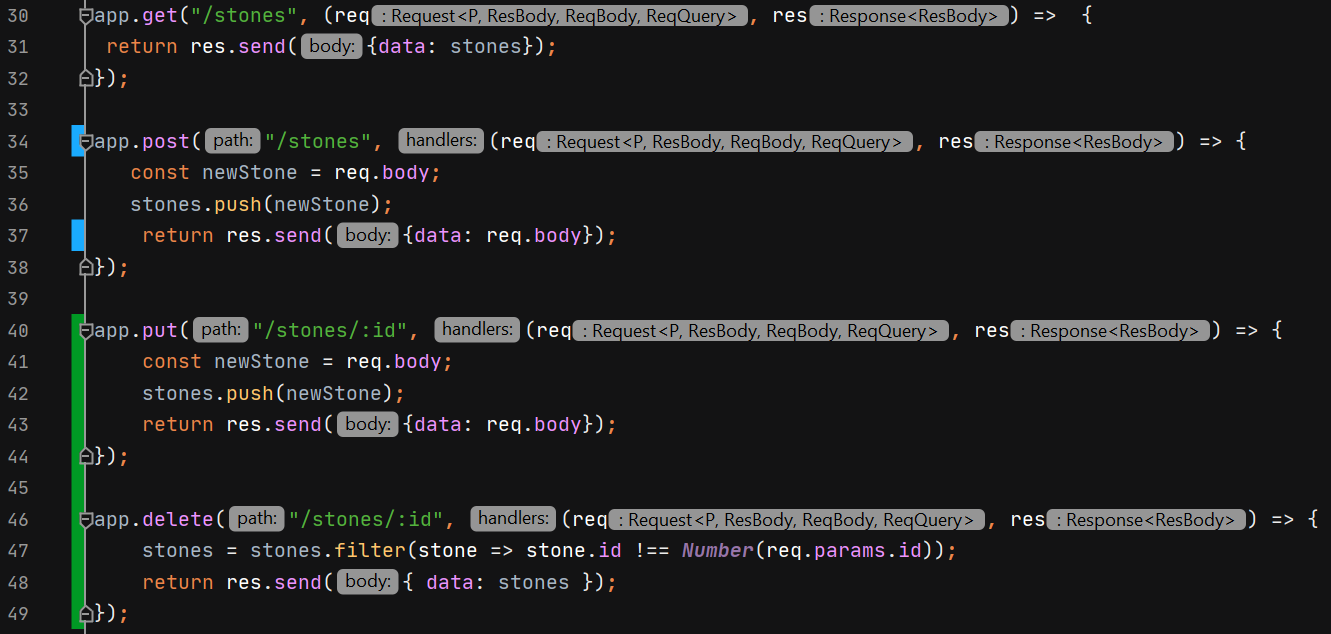 30 app.get("/stones", (req : Request<P, ResBody, ReqBody, ReqQuery> , res : Response<ResBody> ) => {
31 return res.send( body: {data: stones});
32 });
33
34 app.post( path: "/stones", handlers: (req : Request<P, ResBody, ReqBody, ReqQuery> , res : Response<ResBody> ) => {
35 const newStone = req.body;
36 stones.push(newStone);
37 return res.send( body: {data: req.body});
38 });
39
40 app.put( path: "/stones/:id", handlers: (req : Request<P, ResBody, ReqBody, ReqQuery> , res : Response<ResBody> ) => {
41 const newStone = req.body;
42 stones.push(newStone);
43 return res.send( body: {data: req.body});
44 });
45
46 app.delete( path: "/stones/:id", handlers: (req : Request<P, ResBody, ReqBody, ReqQuery> , res : Response<ResBody> ) => {
47 stones = stones.filter(stone => stone.id !== Number(req.params.id));
48 return res.send( body: { data: stones });
49 });